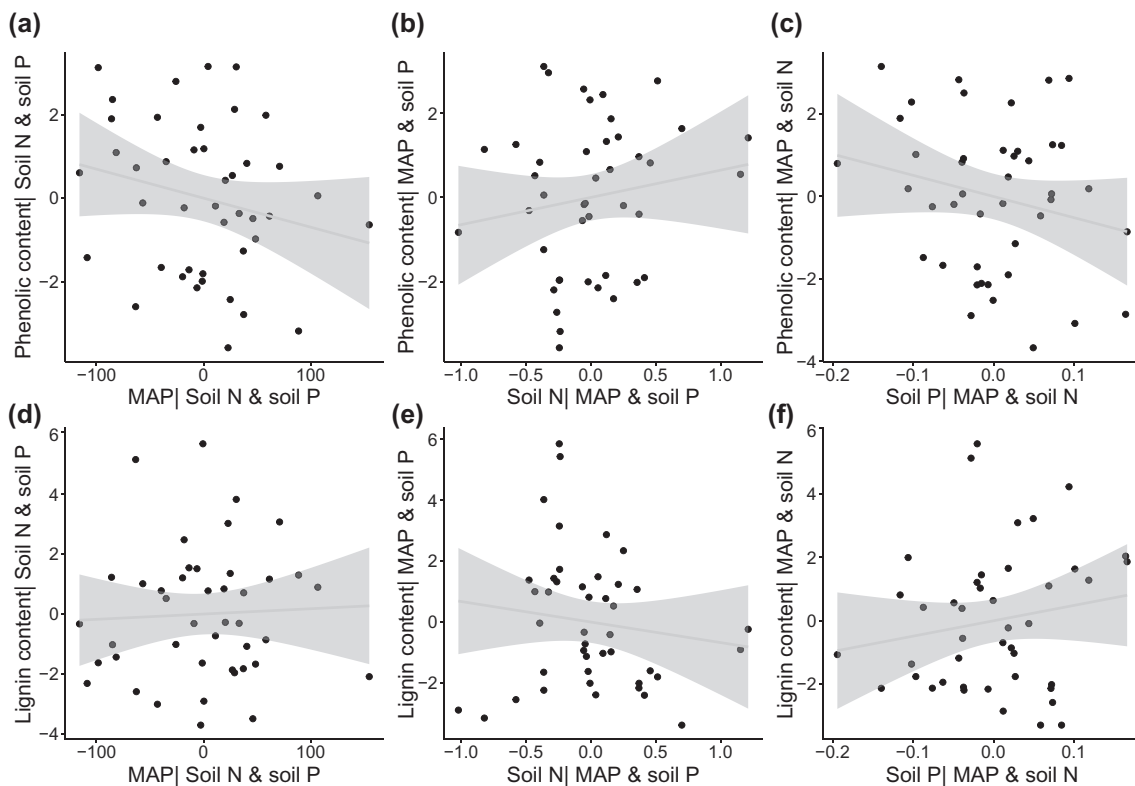 (a)
Phenolic content| Soil N & soil P
2
0
−2
−100
0
100
MAP| Soil N & soil P
(b)
Phenolic content| MAP & soil P
2
0
−2
−1.0
−0.5
0.0
0.5
1.0
Soil N| MAP & soil P
(c)
Phenolic content| MAP & soil N
2
0
−2
−4
−0.2
−0.1
0.0
0.1
Soil P| MAP & soil N
(d)
Lignin content| Soil N & soil P
6
4
2
0
−2
−4
−100
0
100
MAP| Soil N & soil P
(e)
Lignin content| MAP & soil P
6
4
2
0
−2
−1.0
−0.5
0.0
0.5
1.0
Soil N| MAP & soil P
(f)
Lignin content| MAP & soil N
6
4
2
0
−2
−0.2
−0.1
0.0
0.1
Soil P| MAP & soil N